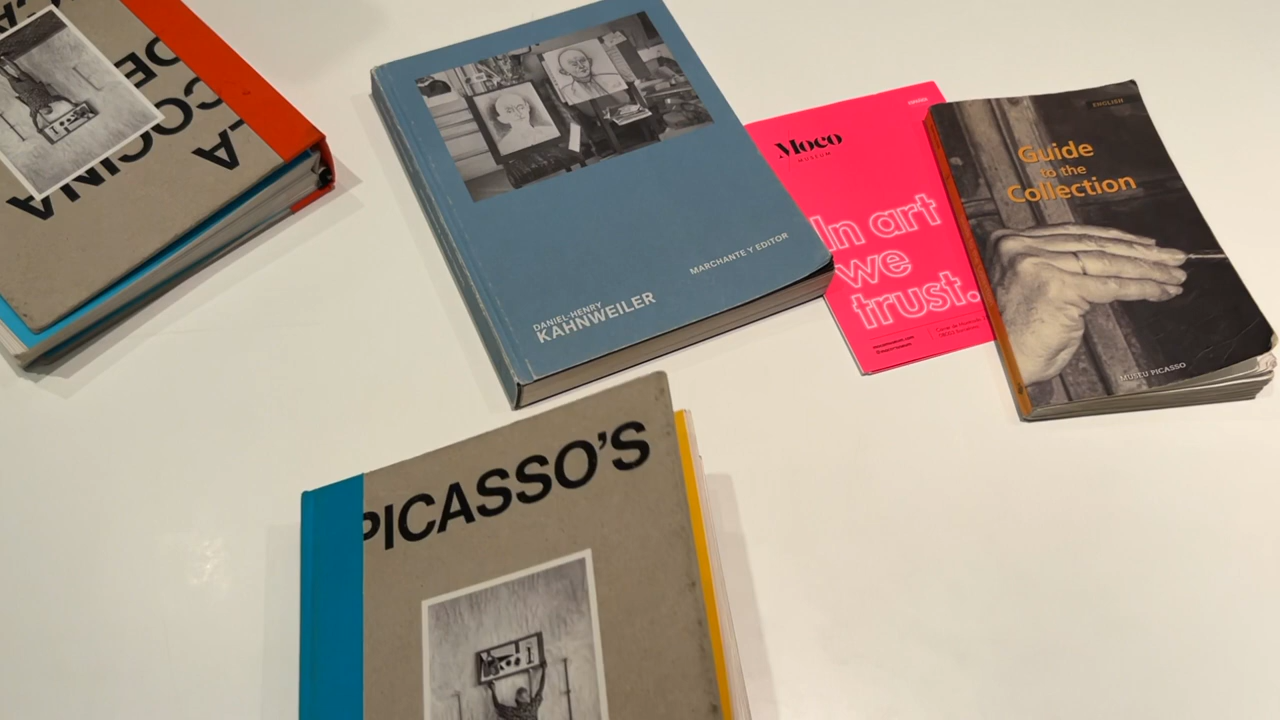 LA
COCINA
DE
DANIEL-HENRY
KAHNWEILER
MARCHANTE Y EDITOR
Moco
MUSEUM
In art
we
trust.
ENGLISH
Guide
to the
Collection
MUSEU PICASSO
PICASSO'S